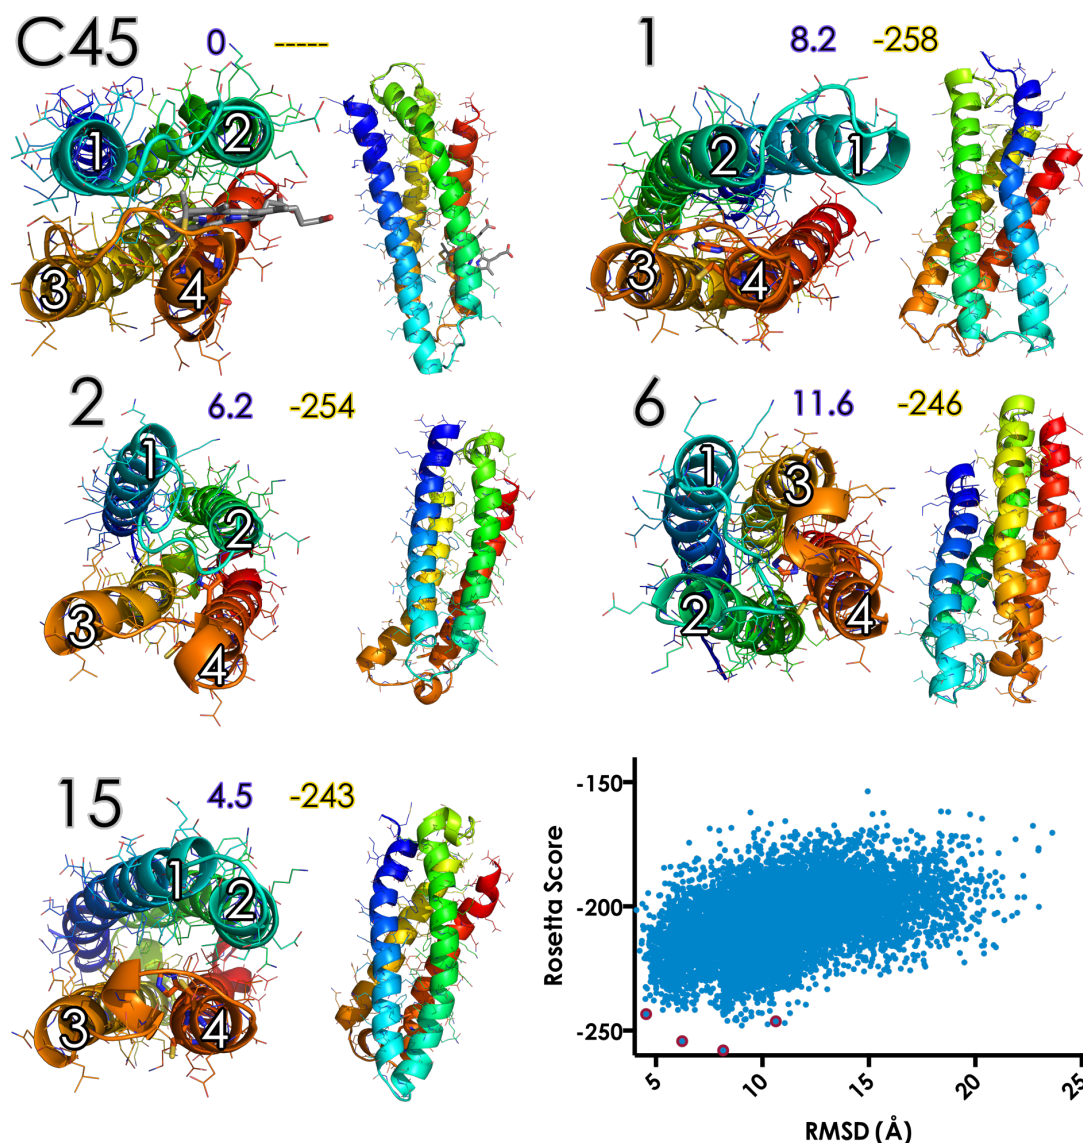 C45 0 -----
1 2 3 4
1 8.2 -258
2 1 3 4
2 6.2 -254
1 2 3 4
6 11.6 -246
1 3 2 4
15 4.5 -243
1 2 3 4
-150
-200
-250
Rosetta Score
5 10 15 20 25
RMSD (Å)